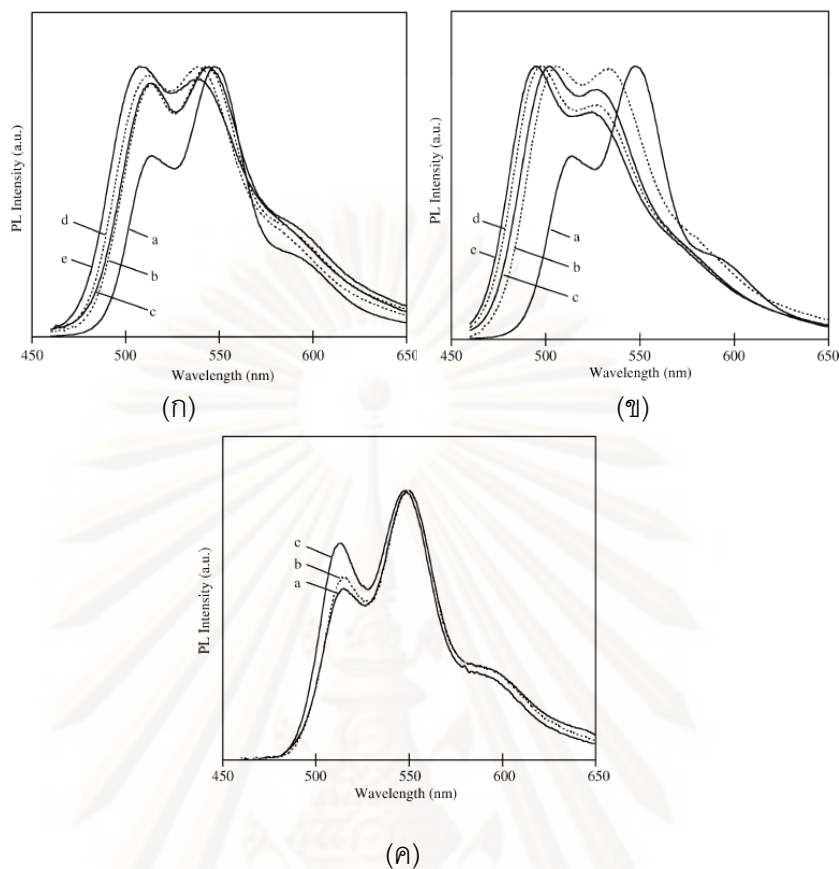 PL Intensity (a.u.)
d
e
a
b
c
450 500 550 600 650
Wavelength (nm)
(ก)
PL Intensity (a.u.)
d
e
a
b
c
450 500 550 600 650
Wavelength (nm)
(ข)
PL Intensity (a.u.)
c
b
a
450 500 550 600 650
Wavelength (nm)
(ค)